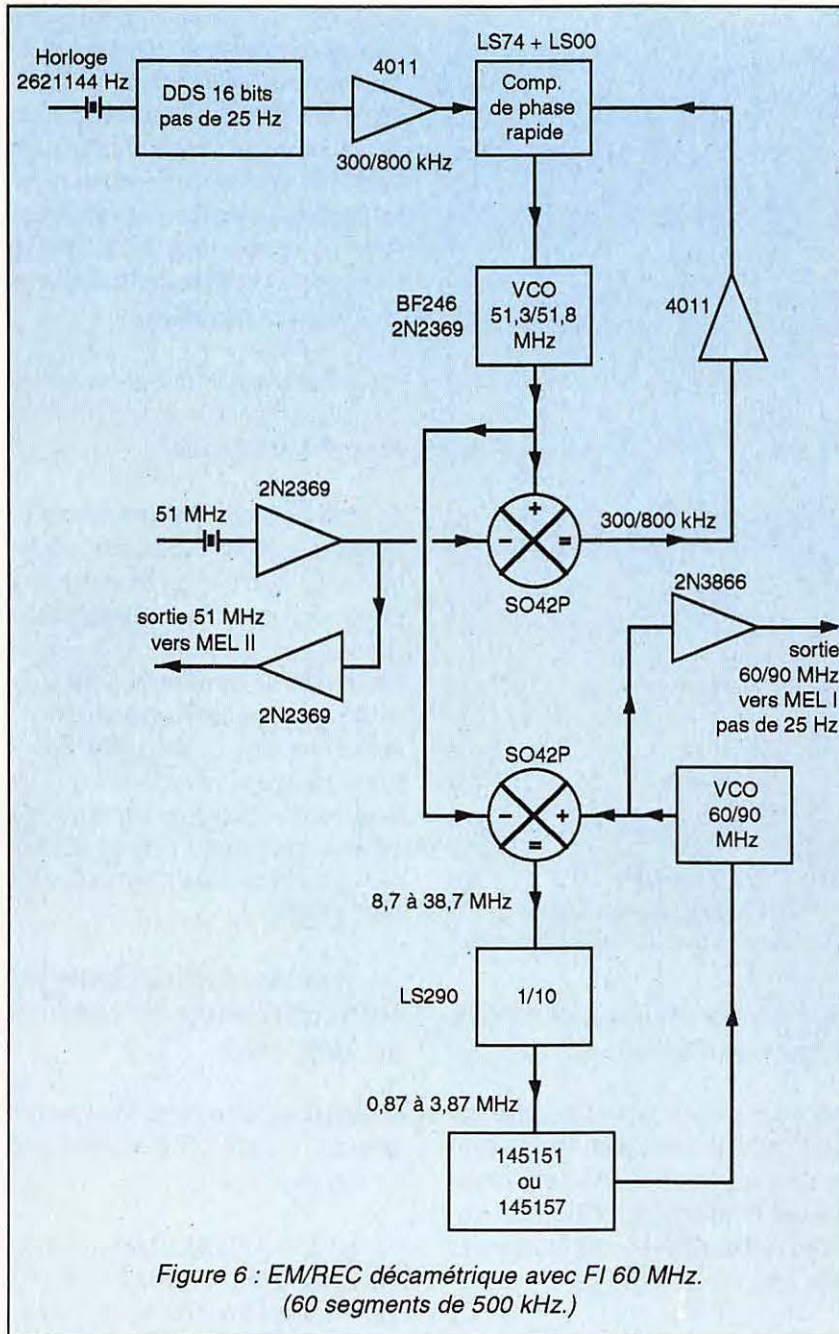 LS74 + LS00
Horloge
2621144 Hz
DDS 16 bits
pas de 25 Hz
4011
300/800 kHz
Comp.
de phase
rapide
BF246
2N2369
VCO
51,3/51,8
MHz
4011
51 MHz
2N2369
+
-
=
300/800 kHz
SO42P
sortie 51 MHz
vers MEL II
2N2369
2N3866
sortie
60/90 MHz
vers MEL I
pas de 25 Hz
SO42P
-
+
=
VCO
60/90
MHz
8,7 à 38,7 MHz
LS290
1/10
0,87 à 3,87 MHz
145151
ou
145157
Figure 6 : EM/REC décamétrique avec FI 60 MHz.
(60 segments de 500 kHz.)